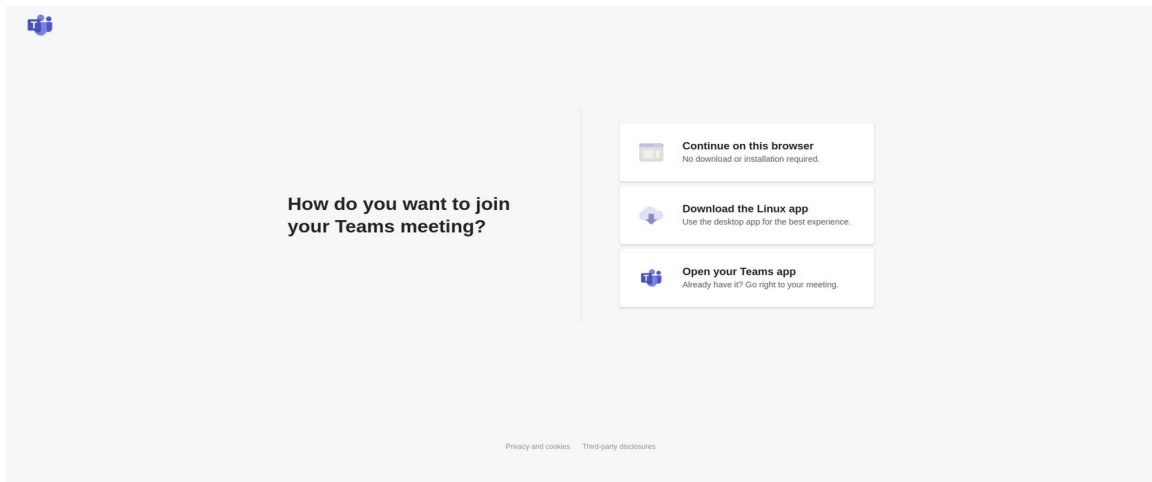 How do you want to join
your Teams meeting?
Continue on this browser
No download or installation required.
Download the Linux app
Use the desktop app for the best experience.
Open your Teams app
Already have it? Go right to your meeting.
Privacy and cookies
Third-party disclosures